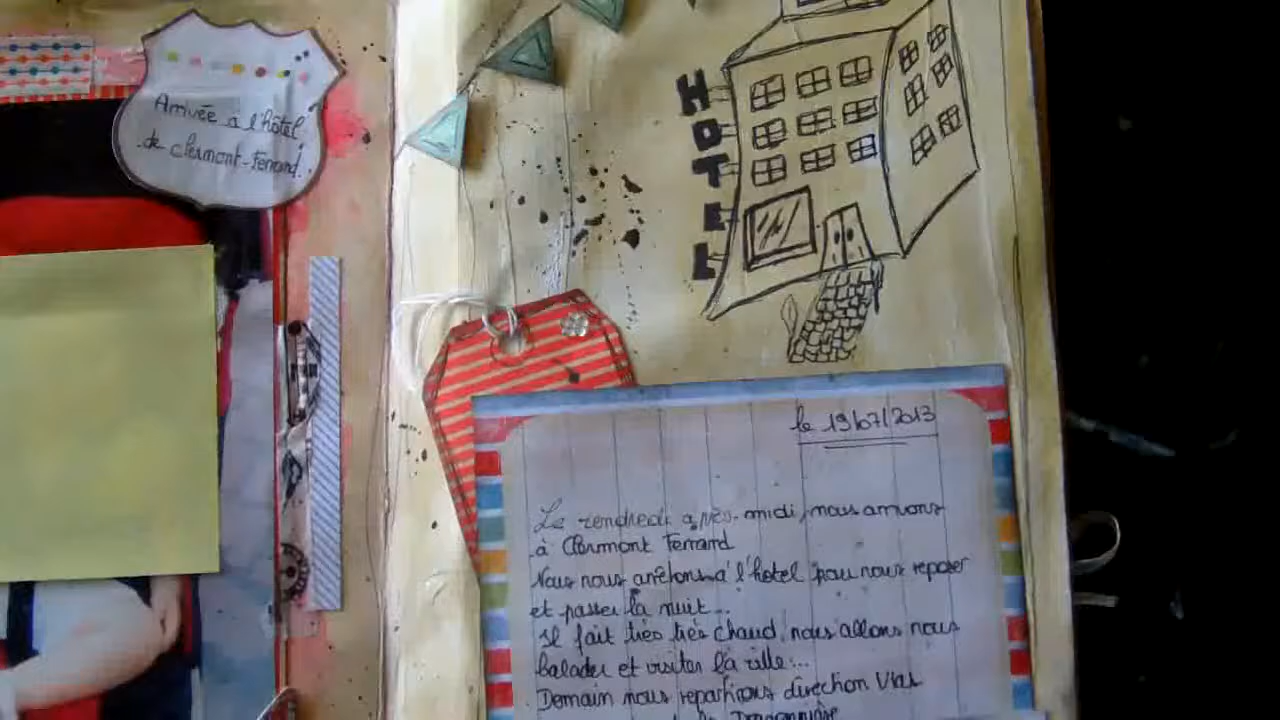 Arrivée à l'hôtel
de clermont-Ferrand.
HOTEL
le 19/07/2013
Le vendredi après-midi, nous arrivons
à Clermont Ferrand
Nous nous arrêtons à l'hotel pour nous reposer
et passer la nuit...
Il fait très très chaud, nous allons nous
balader et visiter la ville...
Demain nous repartirons direction Vias